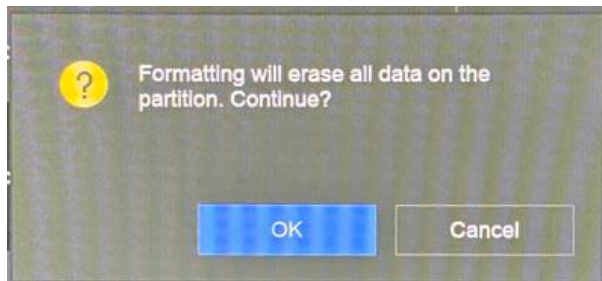 Formatting will erase all data on the
partition. Continue?
OK
Cancel